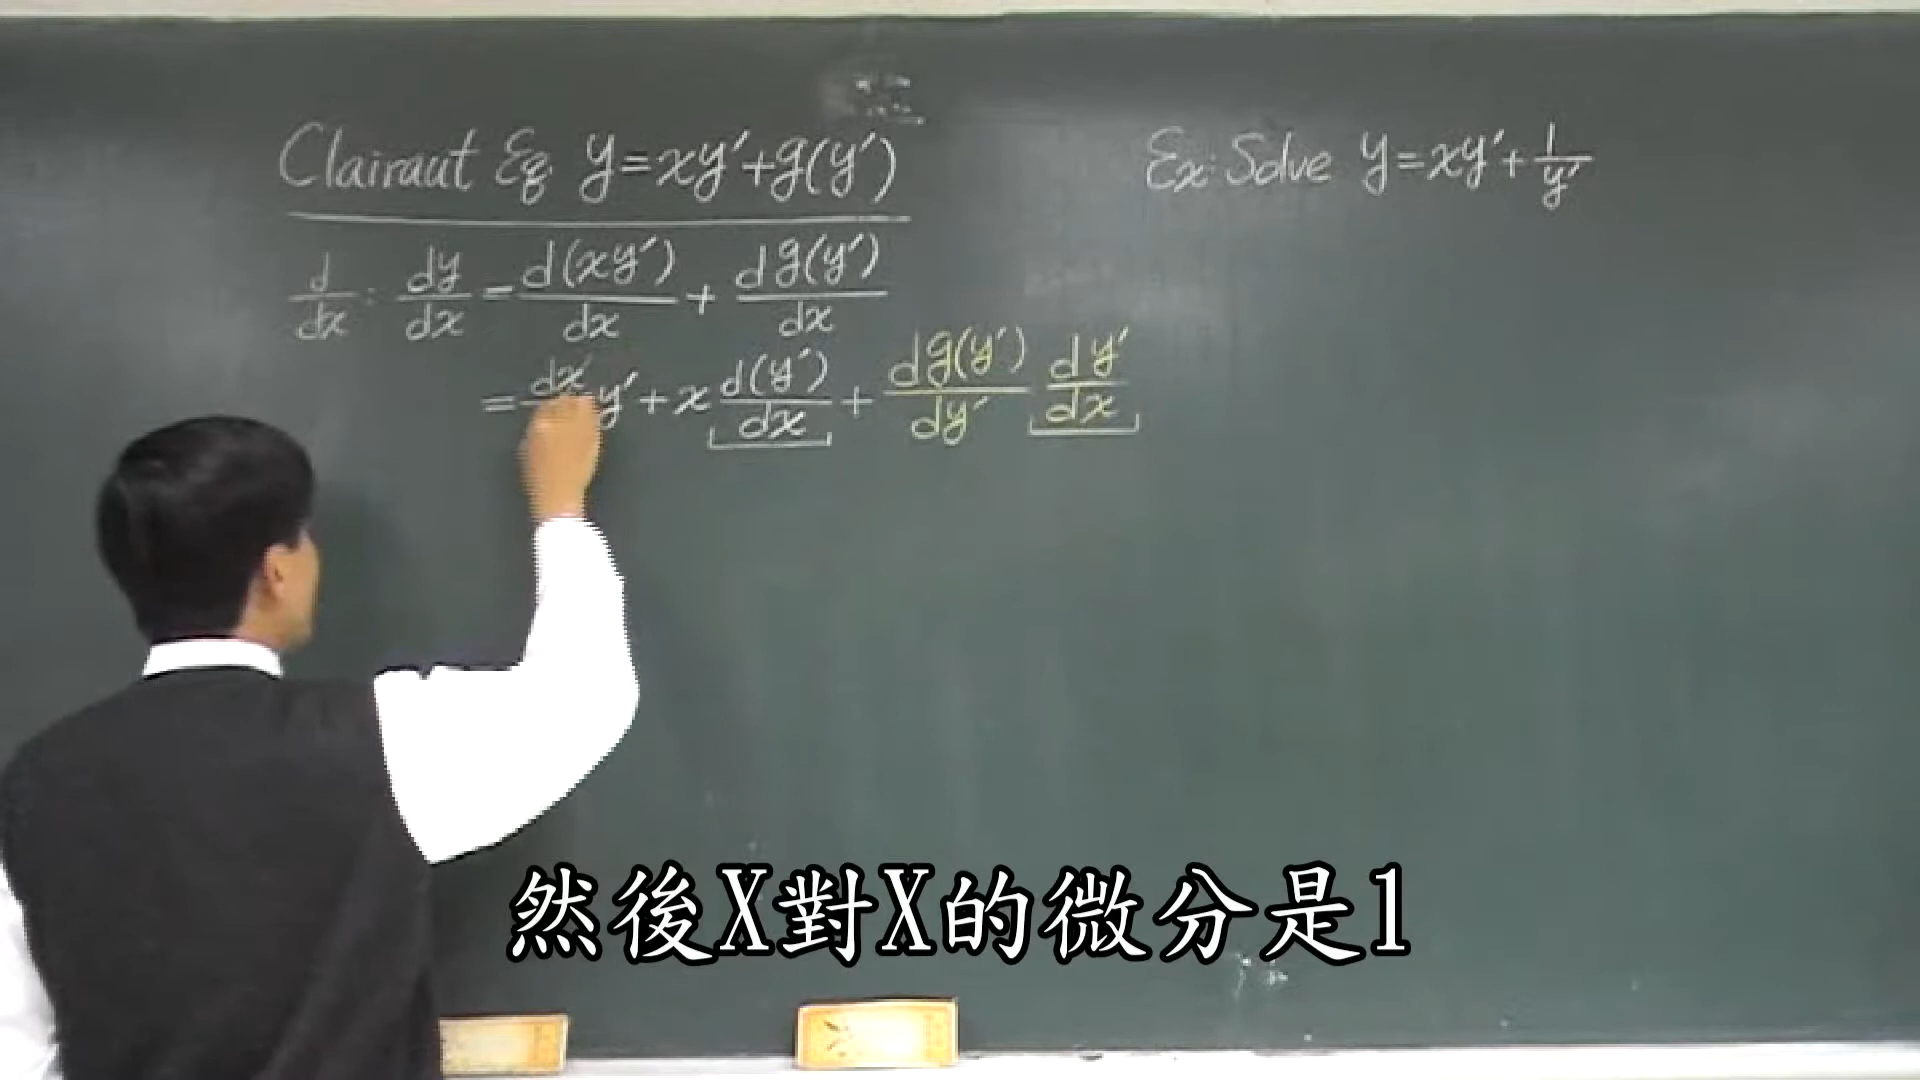 Clairaut Eq. y=xy'+g(y')
Ex: Solve y=xy'+1/y'
d/dx : dy/dx = d(xy')/dx + dg(y')/dx
= dx/ y' + x d(y')/dx + dg(y')/dy' dy'/dx
然後X對X的微分是1